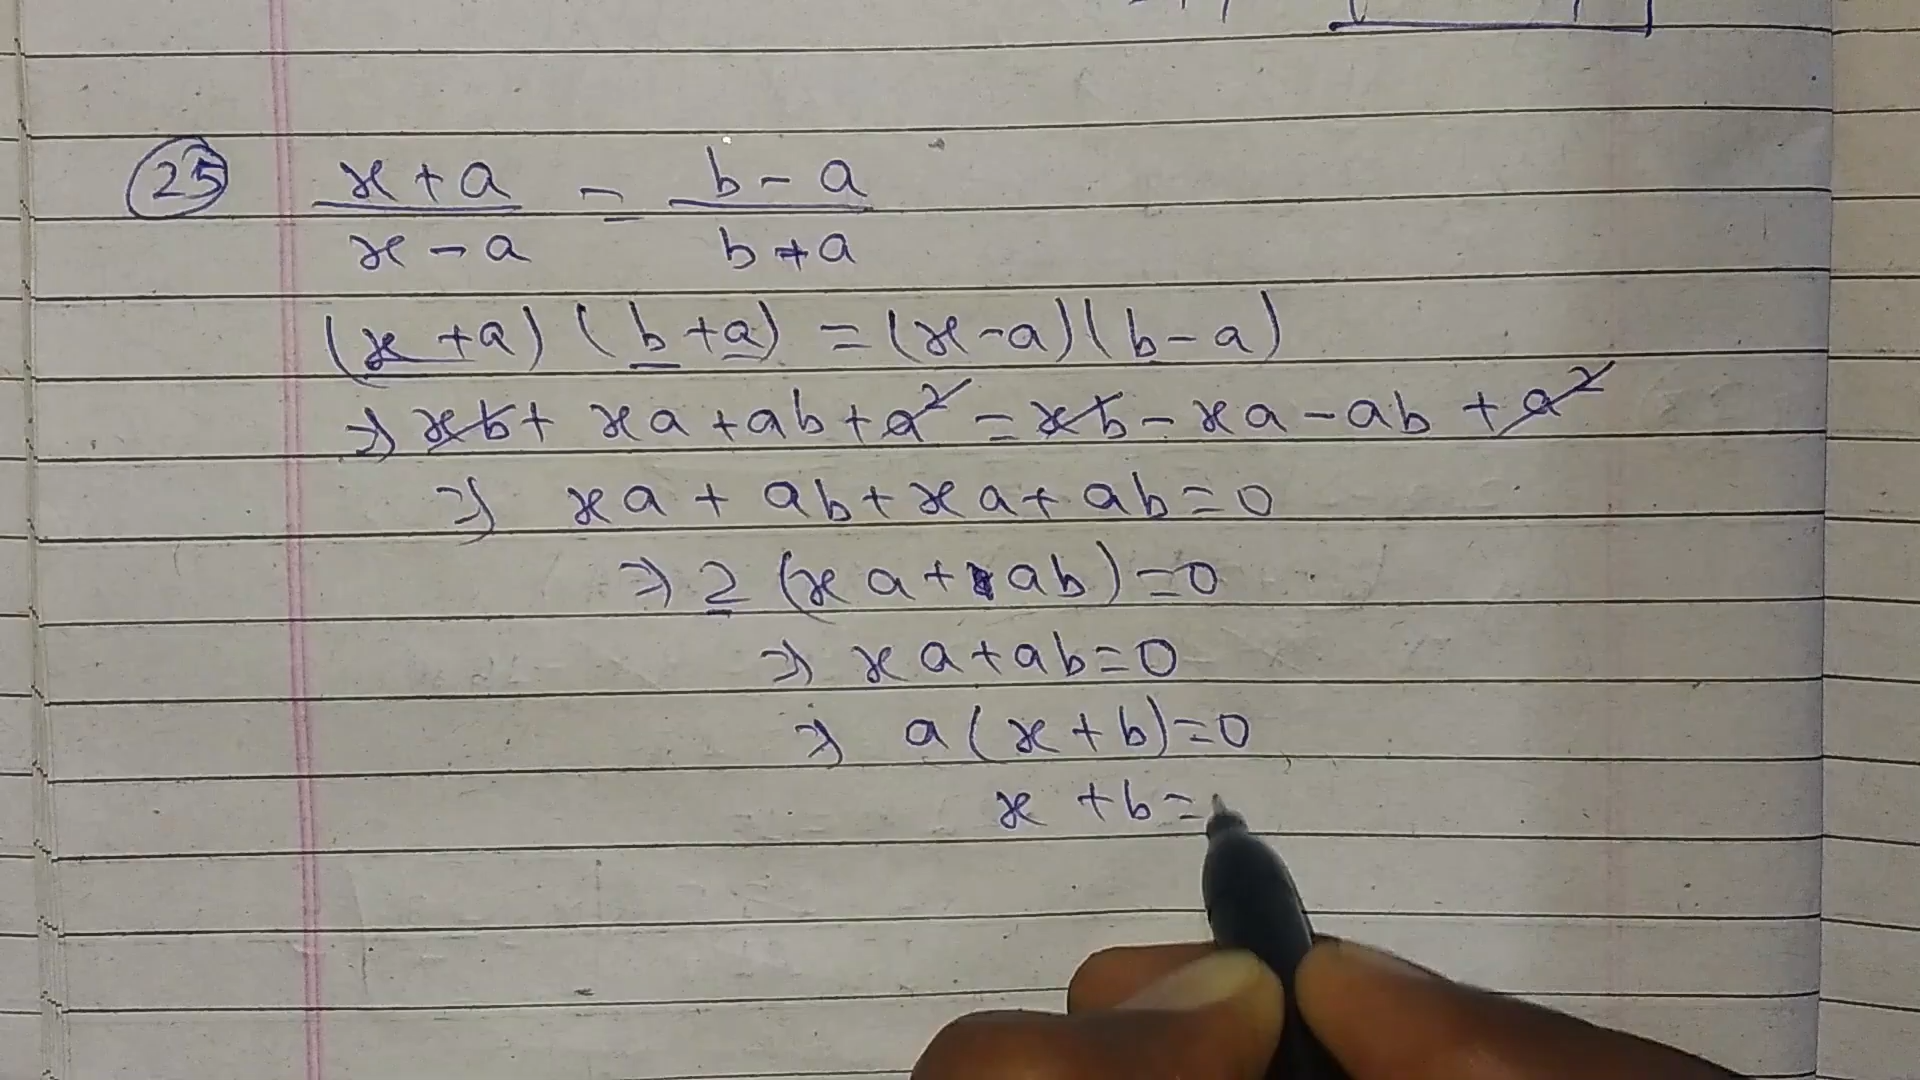 25 x+a/x-a = b-a/b+a
(x+a)(b+a) = (x-a)(b-a)
⇒ xb+ xa+ab+a² = xb-xa-ab+a²
⇒ xa+ab+xa+ab=0
⇒ 2(xa+ab)=0
⇒ xa+ab=0
⇒ a(x+b)=0
x+b=